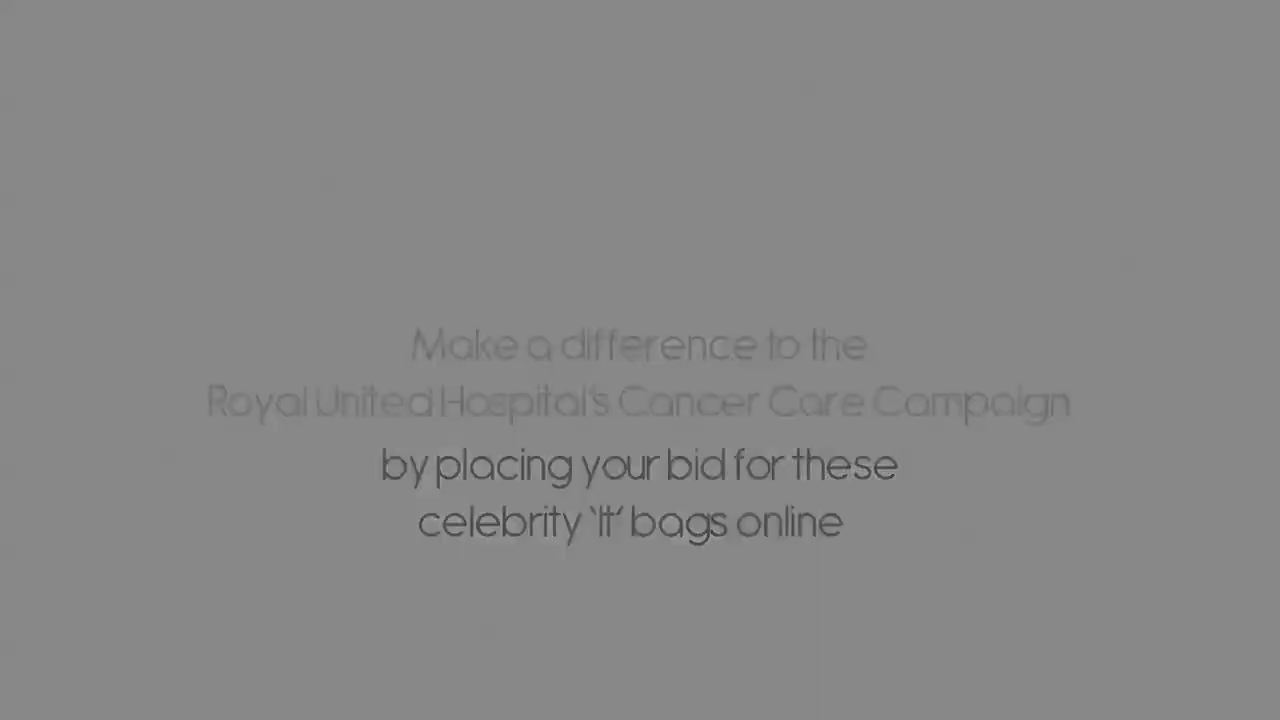 Make a difference to the
Royal United Hospital's Cancer Care Campaign
by placing your bid for these
celebrity 'It' bags online